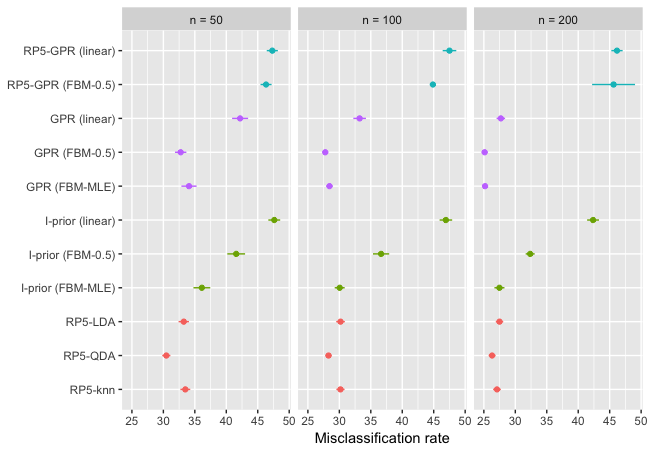 n = 50 n = 100 n = 200
RP5-GPR (linear)
RP5-GPR (FBM-0.5)
GPR (linear)
GPR (FBM-0.5)
GPR (FBM-MLE)
I-prior (linear)
I-prior (FBM-0.5)
I-prior (FBM-MLE)
RP5-LDA
RP5-QDA
RP5-knn
25 30 35 40 45 50 25 30 35 40 45 50 25 30 35 40 45 50
Misclassification rate